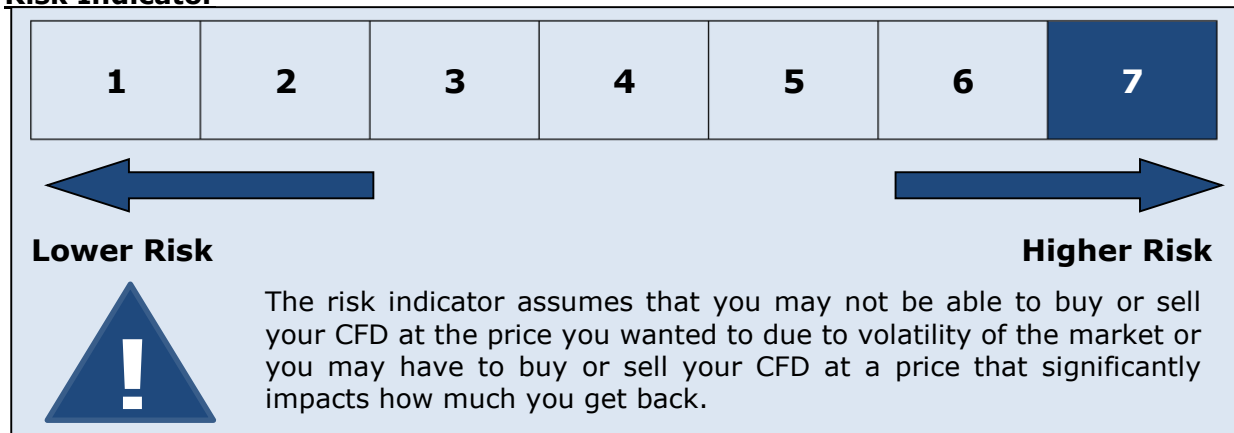 Risk Indicator
1 2 3 4 5 6 7
Lower Risk Higher Risk
!
The risk indicator assumes that you may not be able to buy or sell
your CFD at the price you wanted to due to volatility of the market or
you may have to buy or sell your CFD at a price that significantly
impacts how much you get back.